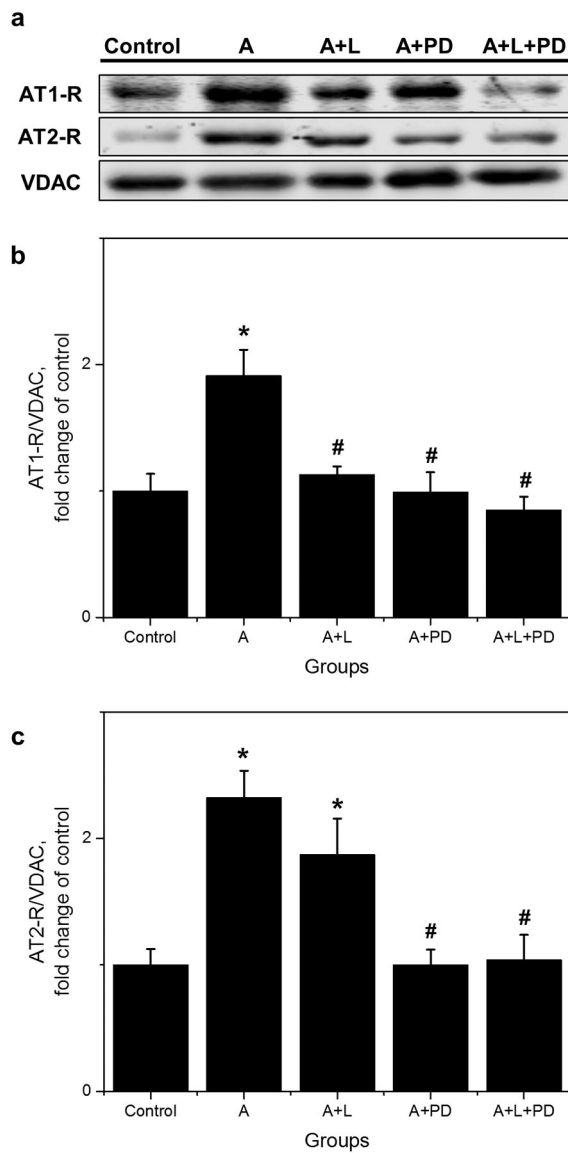 a
Control A A+L A+PD A+L+PD
AT1-R
AT2-R
VDAC
b
AT1-R/VDAC,
fold change of control
2
0
*
#
#
#
Control A A+L A+PD A+L+PD
Groups
c
AT2-R/VDAC,
fold change of control
2
0
*
*
#
#
Control A A+L A+PD A+L+PD
Groups